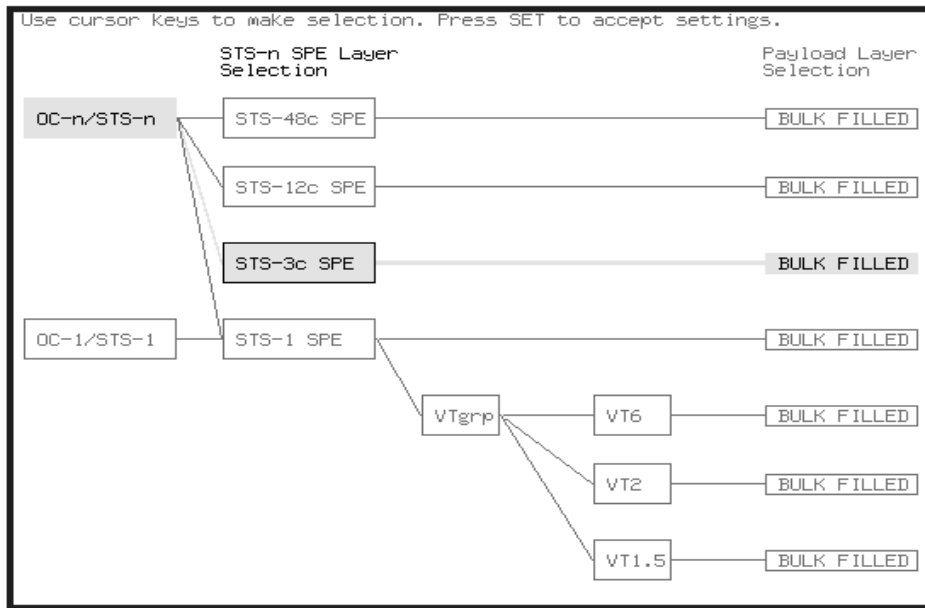 Use cursor keys to make selection. Press SET to accept settings.
STS-n SPE Layer Selection
Payload Layer Selection
OC-n/STS-n
STS-48c SPE
BULK FILLED
STS-12c SPE
BULK FILLED
STS-3c SPE
BULK FILLED
OC-1/STS-1
STS-1 SPE
BULK FILLED
VTgrp
VT6
BULK FILLED
VT2
BULK FILLED
VT1.5
BULK FILLED